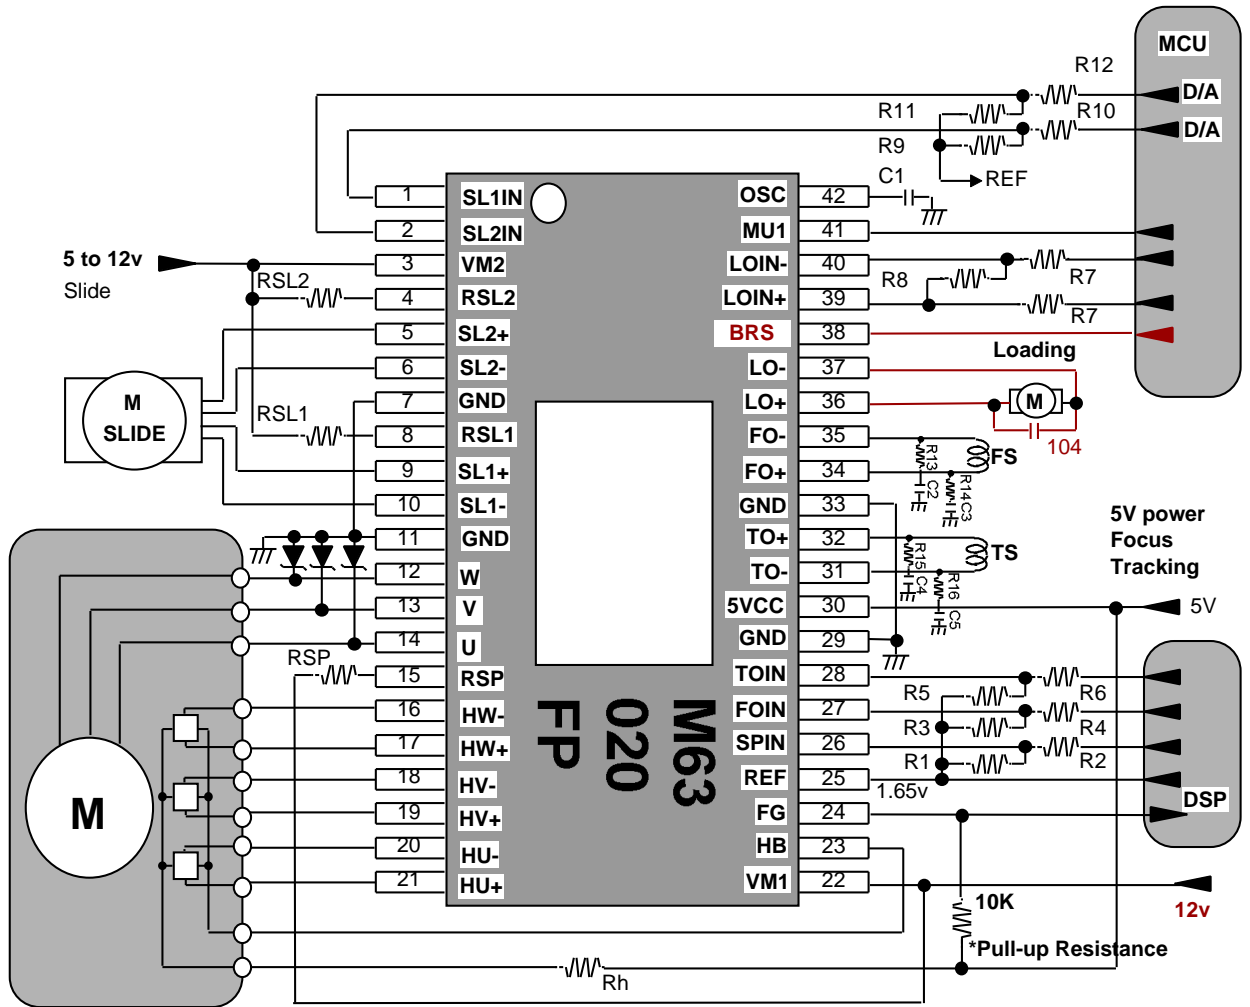 MCU
R12
D/A
R11
R10
D/A
R9
REF
C1
1
SL1IN
OSC
42
2
SL2IN
MU1
41
5 to 12v
Slide
3
VM2
LOIN-
40
R8
R7
RSL2
4
RSL2
LOIN+
39
R7
5
SL2+
BRS
38
Loading
6
SL2-
LO-
37
M
SLIDE
7
GND
LO+
36
M
104
RSL1
8
RSL1
FO-
35
R13
C2
FS
9
SL1+
FO+
34
R14
C3
10
SL1-
GND
33
5V power
Focus
Tracking
11
GND
TO+
32
R15
C4
TS
12
W
TO-
31
R16
C5
13
V
5VCC
30
5V
14
U
GND
29
RSP
15
RSP
TOIN
28
R5
R6
16
HW-
FOIN
27
R3
R4
17
HW+
SPIN
26
R1
R2
18
HV-
REF
25
1.65v
DSP
19
HV+
FG
24
20
HU-
HB
23
21
HU+
VM1
22
12v
M63
020
FP
M
10K
*Pull-up Resistance
Rh